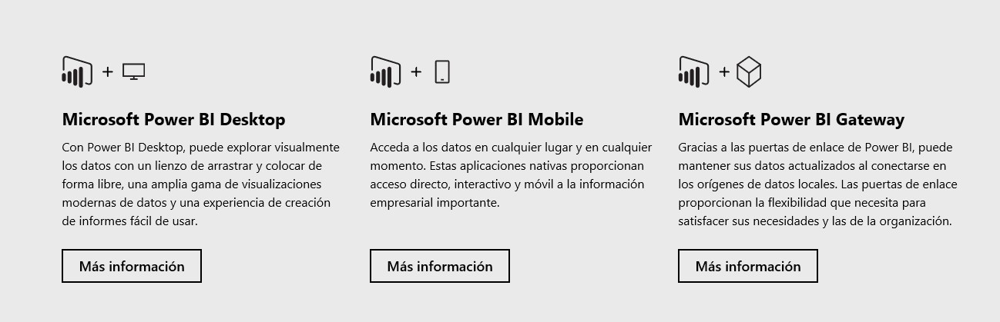 Microsoft Power BI Desktop
Con Power BI Desktop, puede explorar visualmente
los datos con un lienzo de arrastrar y colocar de
forma libre, una amplia gama de visualizaciones
modernas de datos y una experiencia de creación
de informes fácil de usar.
Más información
Microsoft Power BI Mobile
Acceda a los datos en cualquier lugar y en cualquier
momento. Estas aplicaciones nativas proporcionan
acceso directo, interactivo y móvil a la información
empresarial importante.
Más información
Microsoft Power BI Gateway
Gracias a las puertas de enlace de Power BI, puede
mantener sus datos actualizados al conectarse en
los orígenes de datos locales. Las puertas de enlace
proporcionan la flexibilidad que necesita para
satisfacer sus necesidades y las de la organización.
Más información